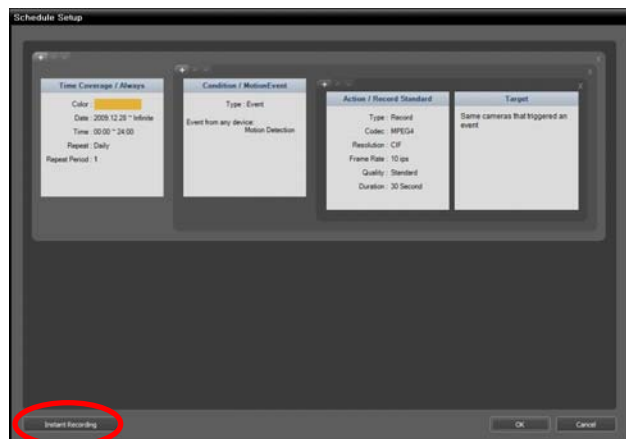 Schedule Setup
Time Coverage / Always
Color :
Date : 2009.12.28 ~ Infinite
Time : 00:00 ~ 24:00
Repeat : Daily
Repeat Period : 1
Condition / MotionEvent
Type : Event
Event from any device:
Motion Detection
Action / Record Standard
Type : Record
Codec : MPEG4
Resolution : CIF
Frame Rate : 10 ips
Quality : Standard
Duration : 30 Second
Target
Same cameras that triggered an
event
Instant Recording
OK
Cancel